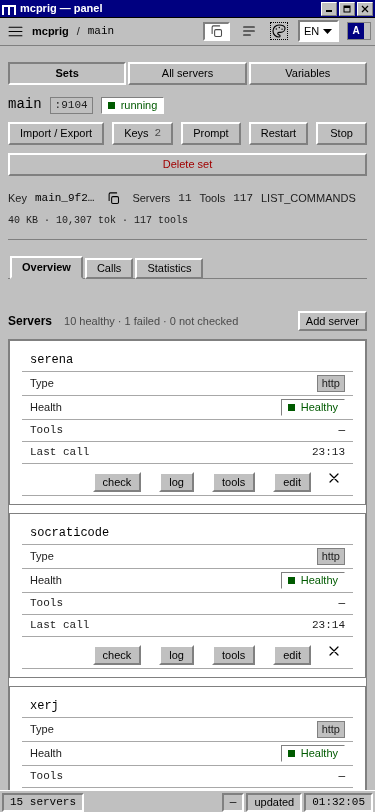 mcprig — panel
mcprig / main
EN
A
Sets All servers Variables
main :9104 running
Import / Export Keys 2 Prompt Restart Stop
Delete set
Key main_9f2… Servers 11 Tools 117 LIST_COMMANDS
40 KB · 10,307 tok · 117 tools
Overview Calls Statistics
Servers 10 healthy · 1 failed · 0 not checked Add server
serena
Type http
Health Healthy
Tools —
Last call 23:13
check log tools edit
socraticode
Type http
Health Healthy
Tools —
Last call 23:14
check log tools edit
xerj
Type http
Health Healthy
Tools —
15 servers — updated 01:32:05